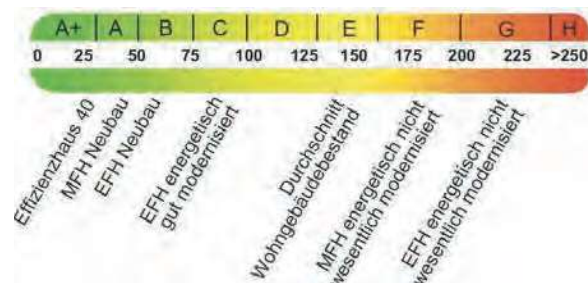 A+ A B C D E F G H
0 25 50 75 100 125 150 175 200 225 >250
Effizienzhaus 40
MFH Neubau
EFH Neubau
EFH energetisch
gut modernisiert
Durchschnitt
Wohngebäudebestand
MFH energetisch nicht
wesentlich modernisiert
EFH energetisch nicht
wesentlich modernisiert